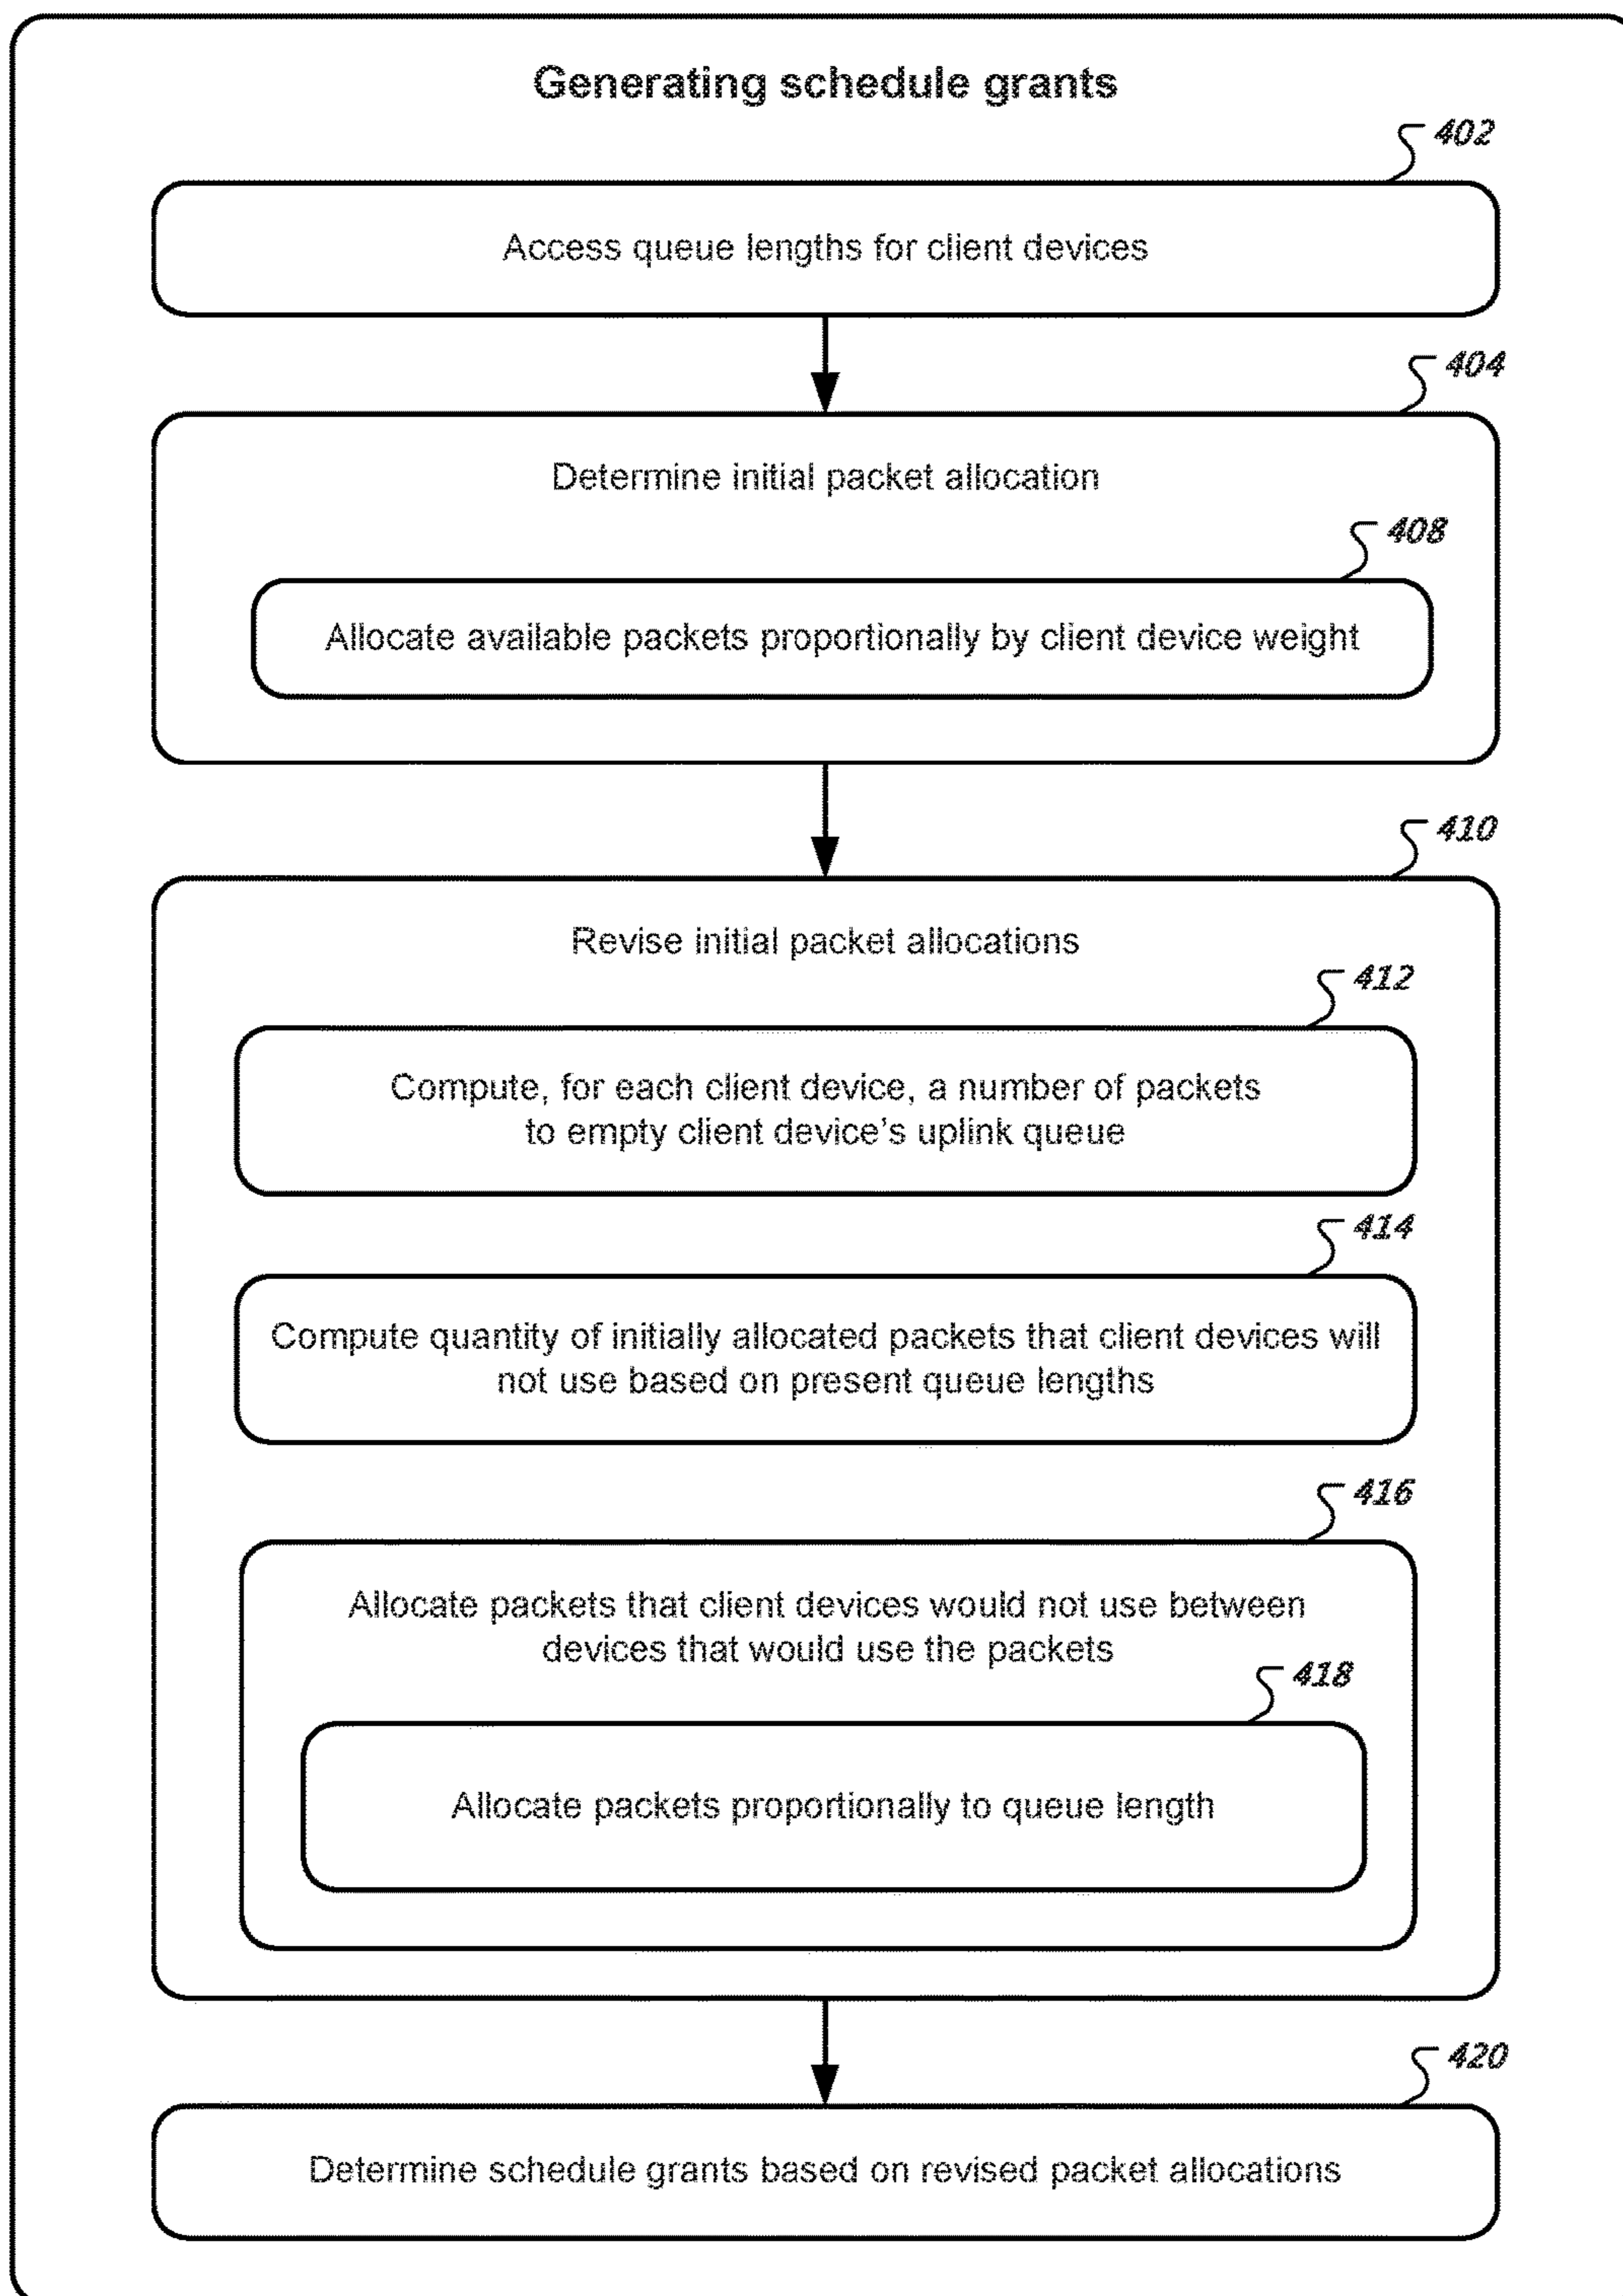 Generating schedule grants
402
Access queue lengths for client devices
404
Determine initial packet allocation
408
Allocate available packets proportionally by client device weight
410
Revise initial packet allocations
412
Compute, for each client device, a number of packets
to empty client device's uplink queue
414
Compute quantity of initially allocated packets that client devices will
not use based on present queue lengths
416
Allocate packets that client devices would not use between
devices that would use the packets
418
Allocate packets proportionally to queue length
420
Determine schedule grants based on revised packet allocations